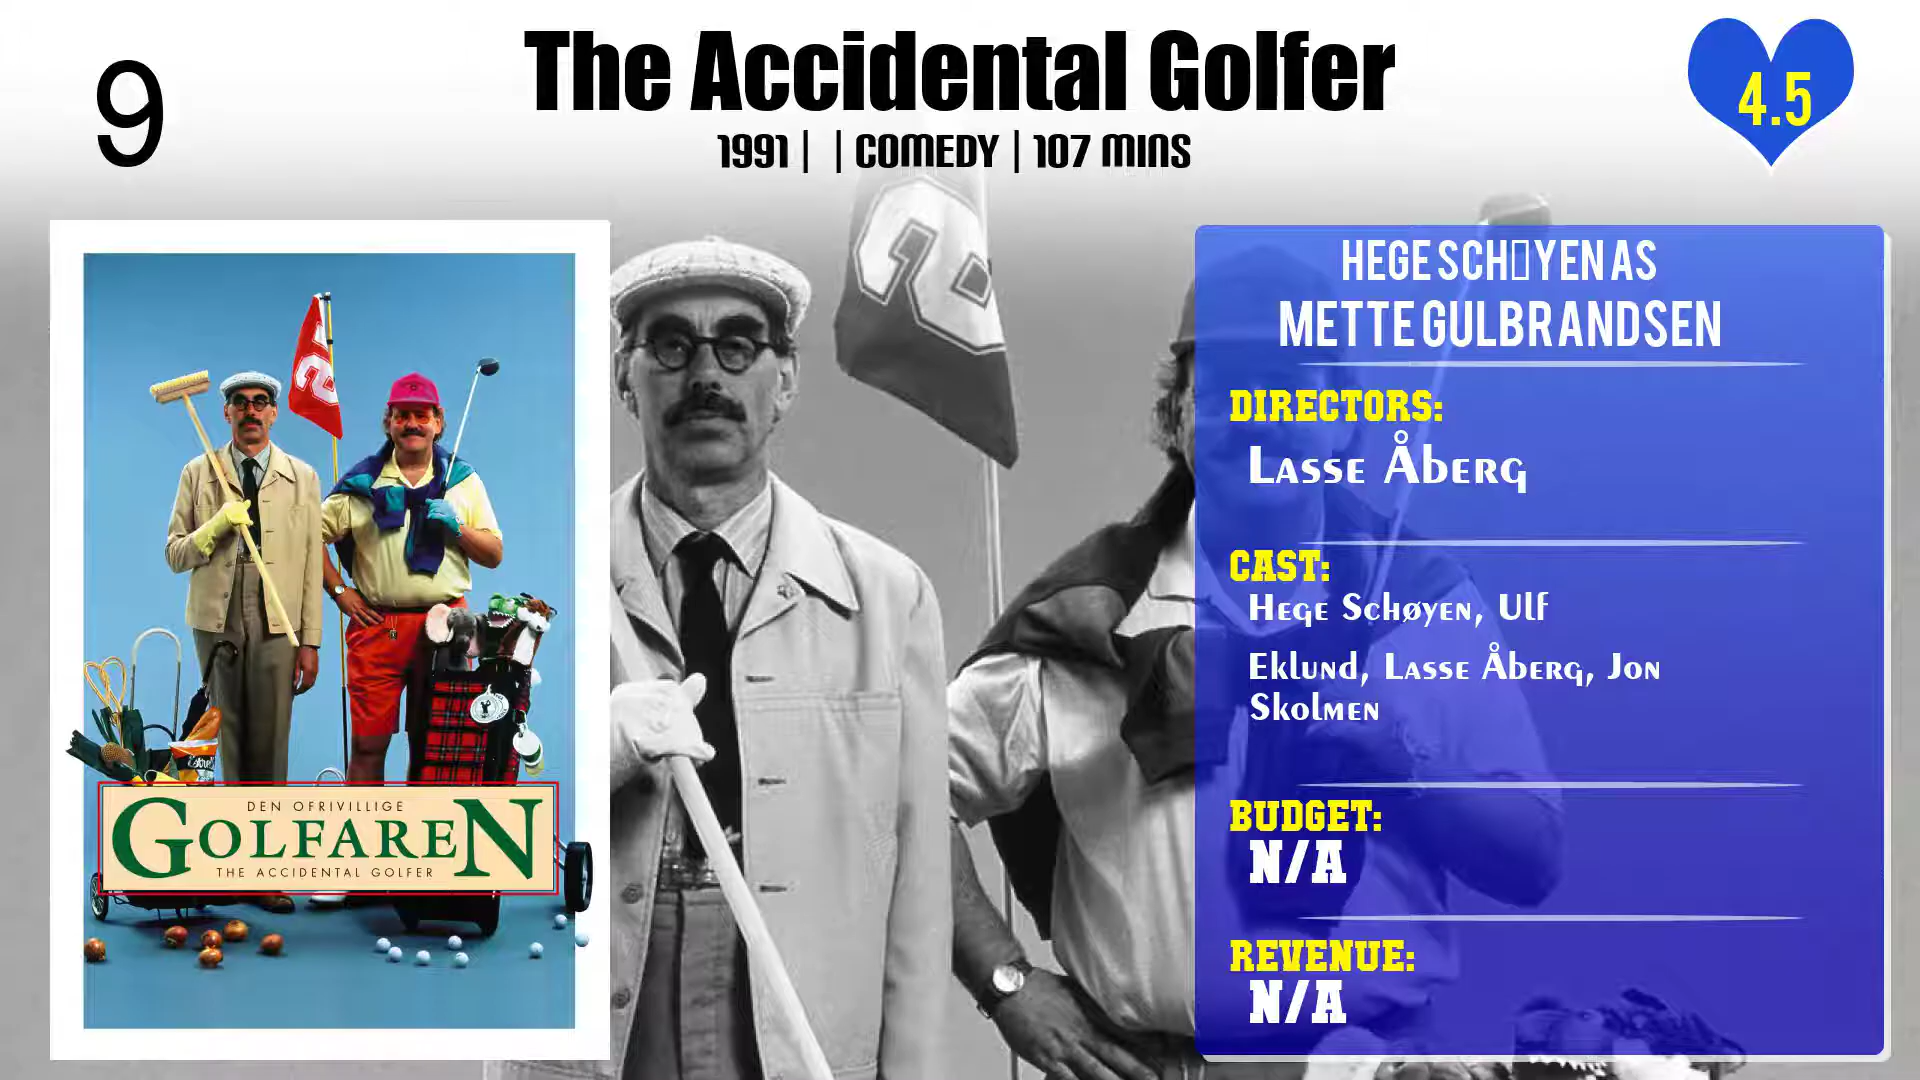 9
The Accidental Golfer
4.5
1991 | | COMEDY | 107 MINS
HEGE SCH▯YEN AS
METTE GULBRANDSEN
DIRECTORS:
Lasse Åberg
CAST:
Hege Schøyen, Ulf
Eklund, Lasse Åberg, Jon
Skolmen
BUDGET:
N/A
REVENUE:
N/A
DEN OFRIVILLIGE
GOLFAREN
THE ACCIDENTAL GOLFER